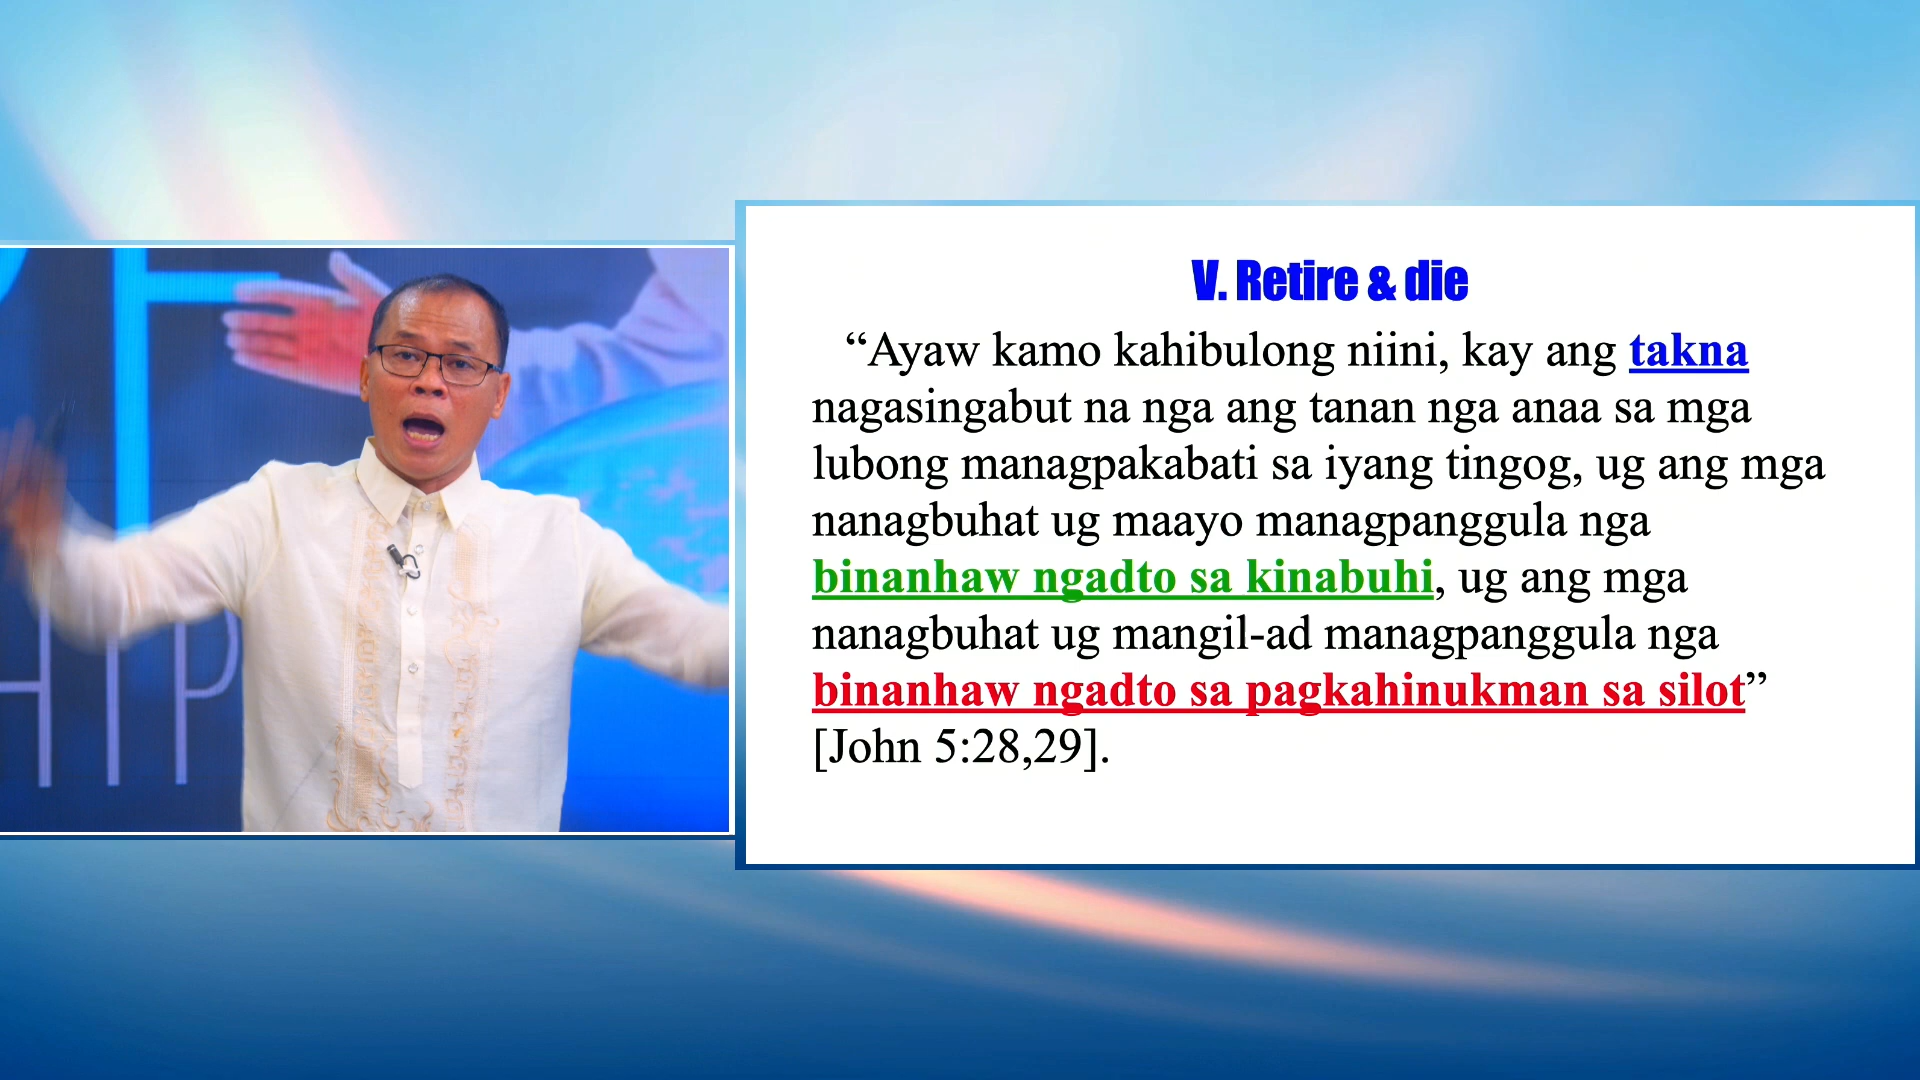 V. Retire & die
“Ayaw kamo kahibulong niini, kay ang takna
nagasingabut na nga ang tanan nga anaa sa mga
lubong managpakabati sa iyang tingog, ug ang mga
nanagbuhat ug maayo managpanggula nga
binanhaw ngadto sa kinabuhi, ug ang mga
nanagbuhat ug mangil-ad managpanggula nga
binanhaw ngadto sa pagkahinukman sa silot”
[John 5:28,29].